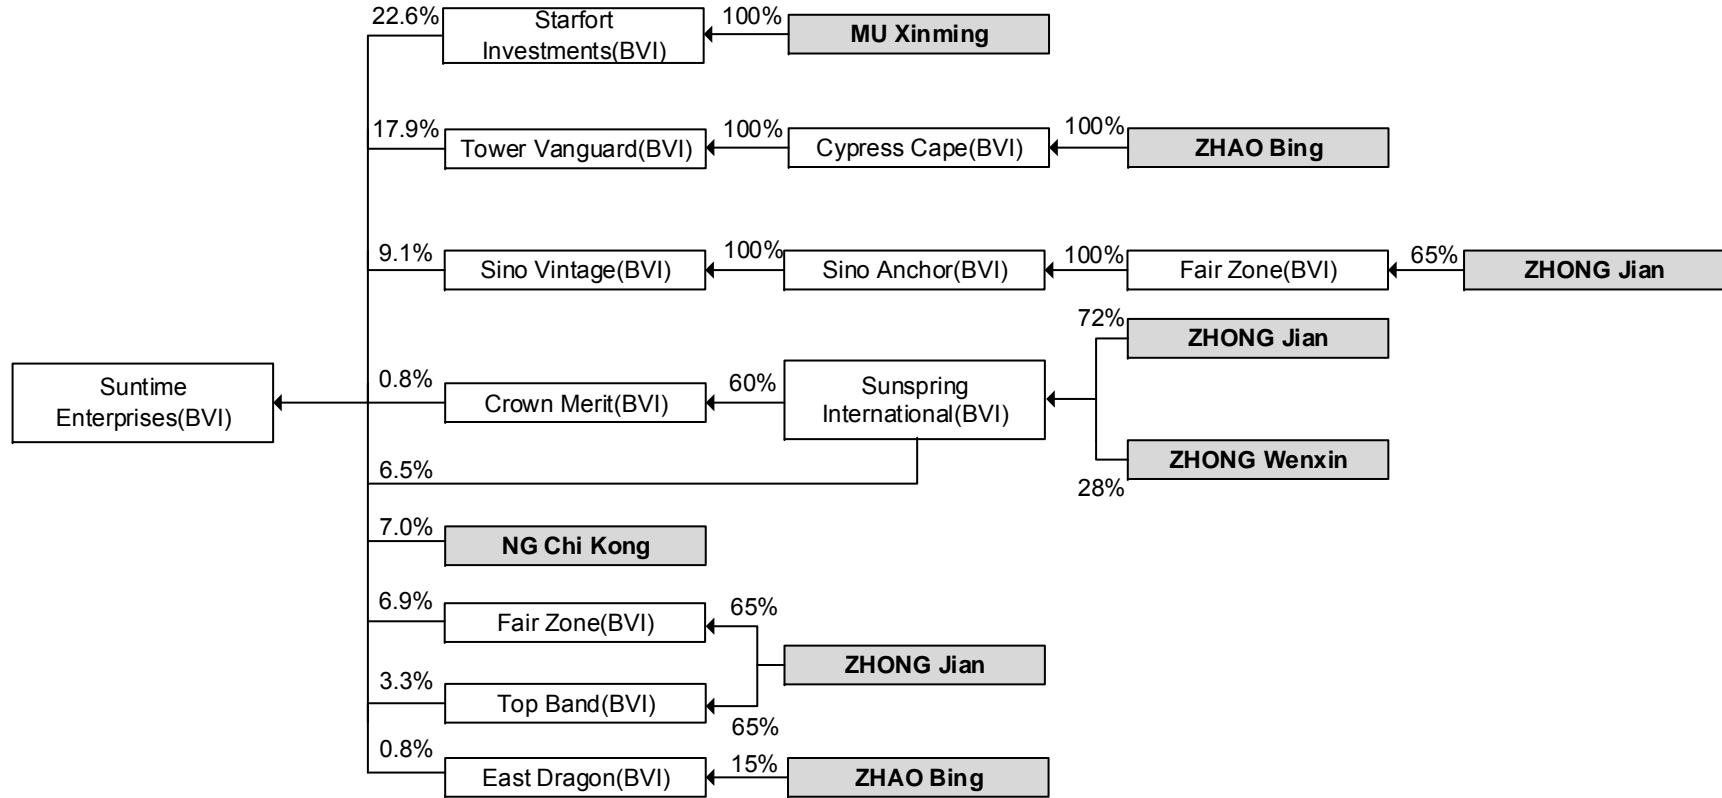 22.6%
Starfort
Investments(BVI)
100%
MU Xinming
17.9%
Tower Vanguard(BVI)
100%
Cypress Cape(BVI)
100%
ZHAO Bing
9.1%
Sino Vintage(BVI)
100%
Sino Anchor(BVI)
100%
Fair Zone(BVI)
65%
ZHONG Jian
72%
ZHONG Jian
Suntime
Enterprises(BVI)
0.8%
Crown Merit(BVI)
60%
Sunspring
International(BVI)
ZHONG Wenxin
28%
6.5%
7.0%
NG Chi Kong
6.9%
Fair Zone(BVI)
65%
ZHONG Jian
3.3%
Top Band(BVI)
65%
0.8%
East Dragon(BVI)
15%
ZHAO Bing